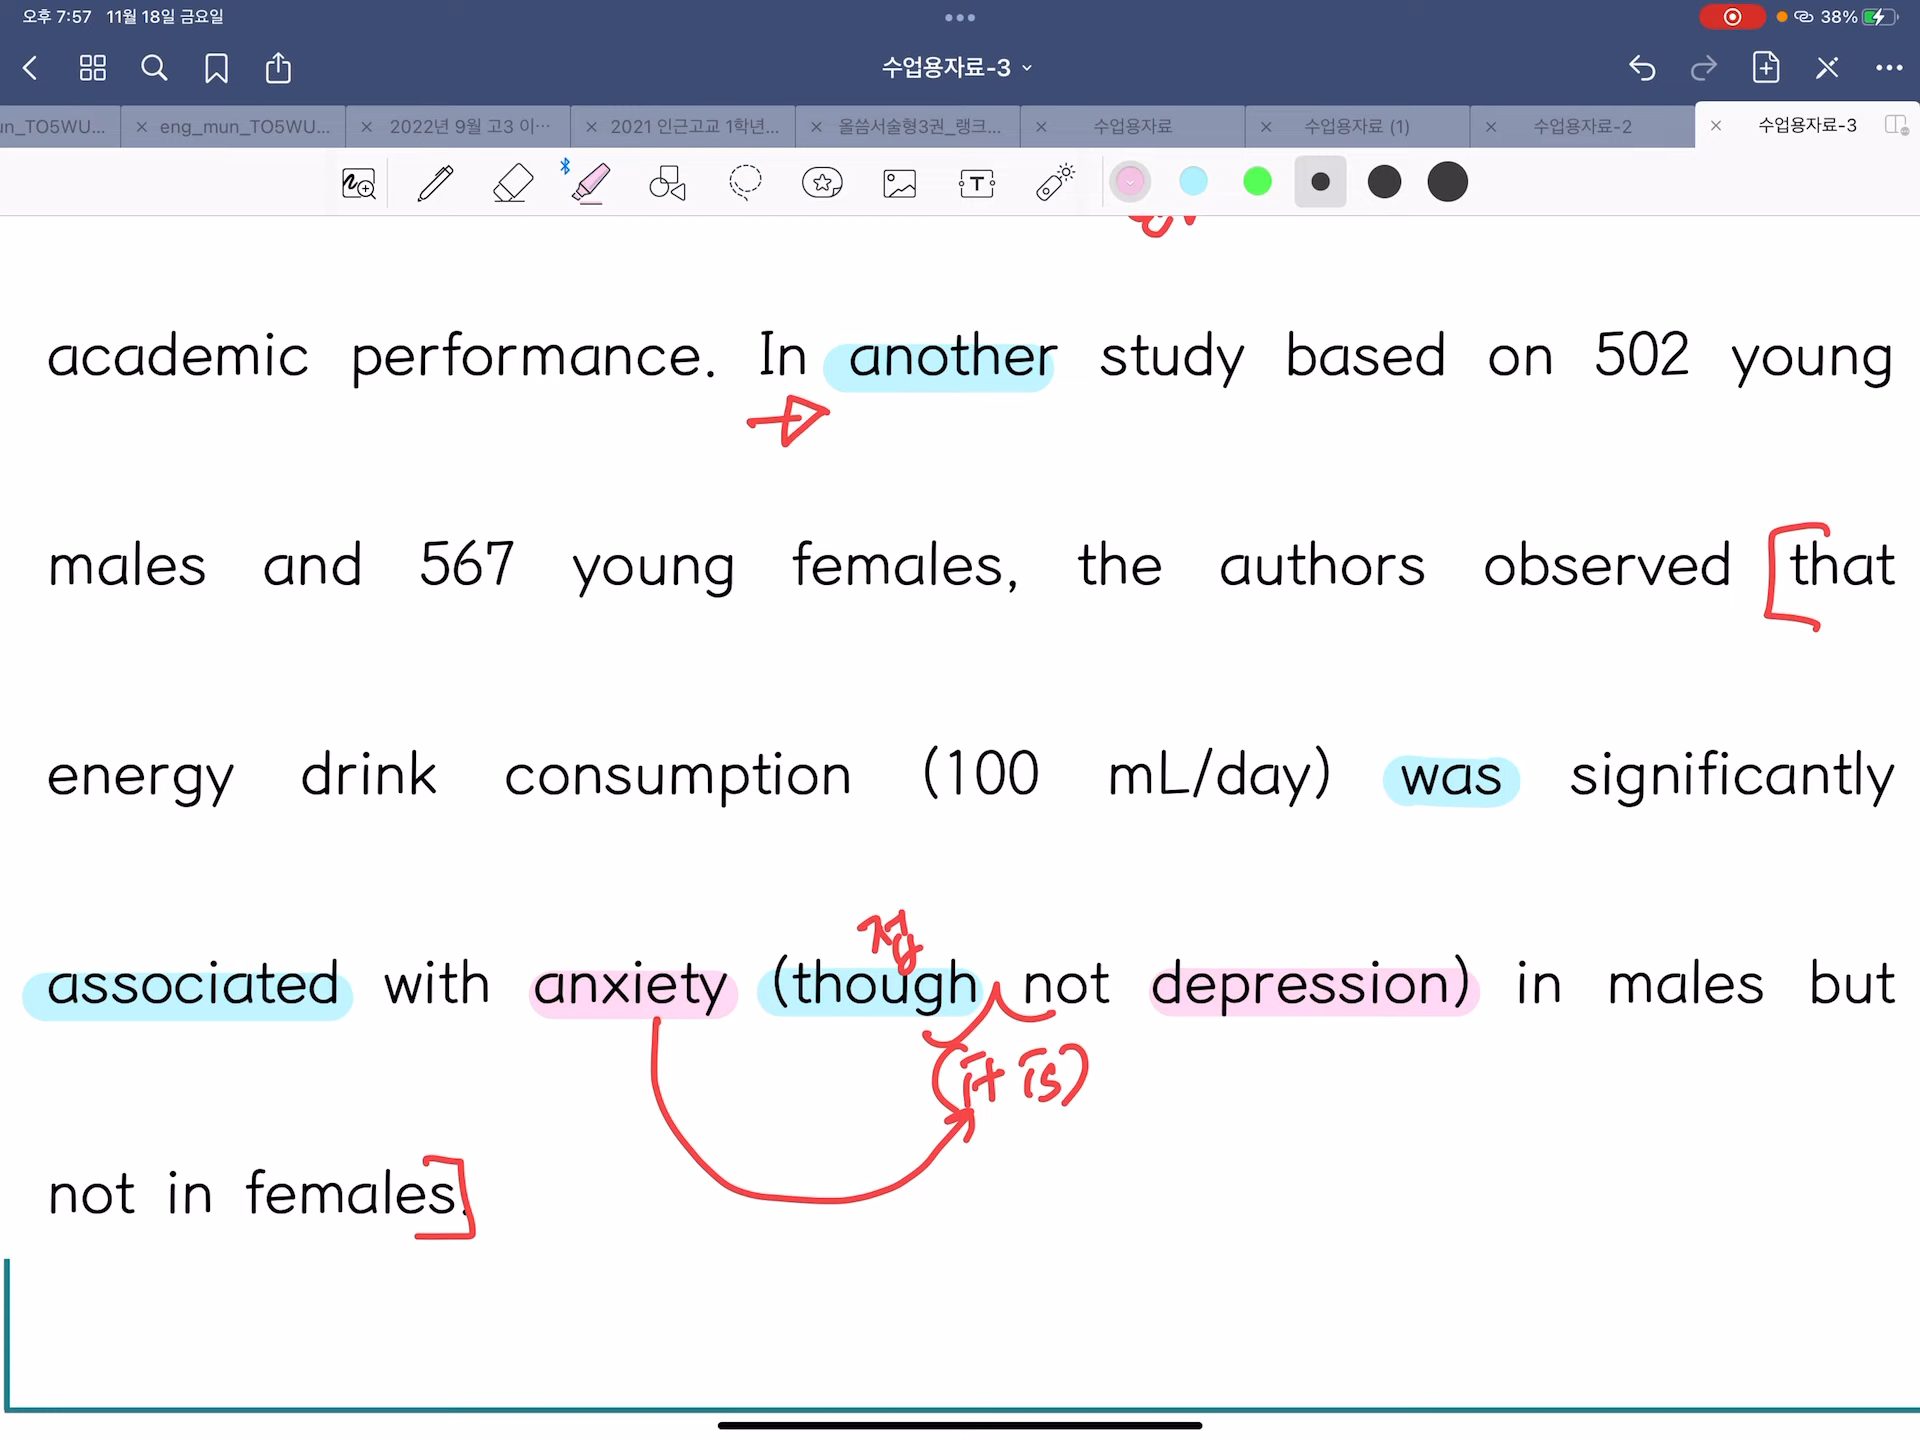 오후 7:57 11월 18일 금요일
38%
수업용자료-3
un_TO5WU...
eng_mun_TO5WU...
2022년 9월 고3 이...
2021 인근고교 1학년...
올씀서술형3권_랭크...
수업용자료
수업용자료 (1)
수업용자료-2
수업용자료-3
academic performance. In another study based on 502 young
males and 567 young females, the authors observed [that
energy drink consumption (100 mL/day) was significantly
접
associated with anxiety (though not depression) in males but
(it is)
not in females.]